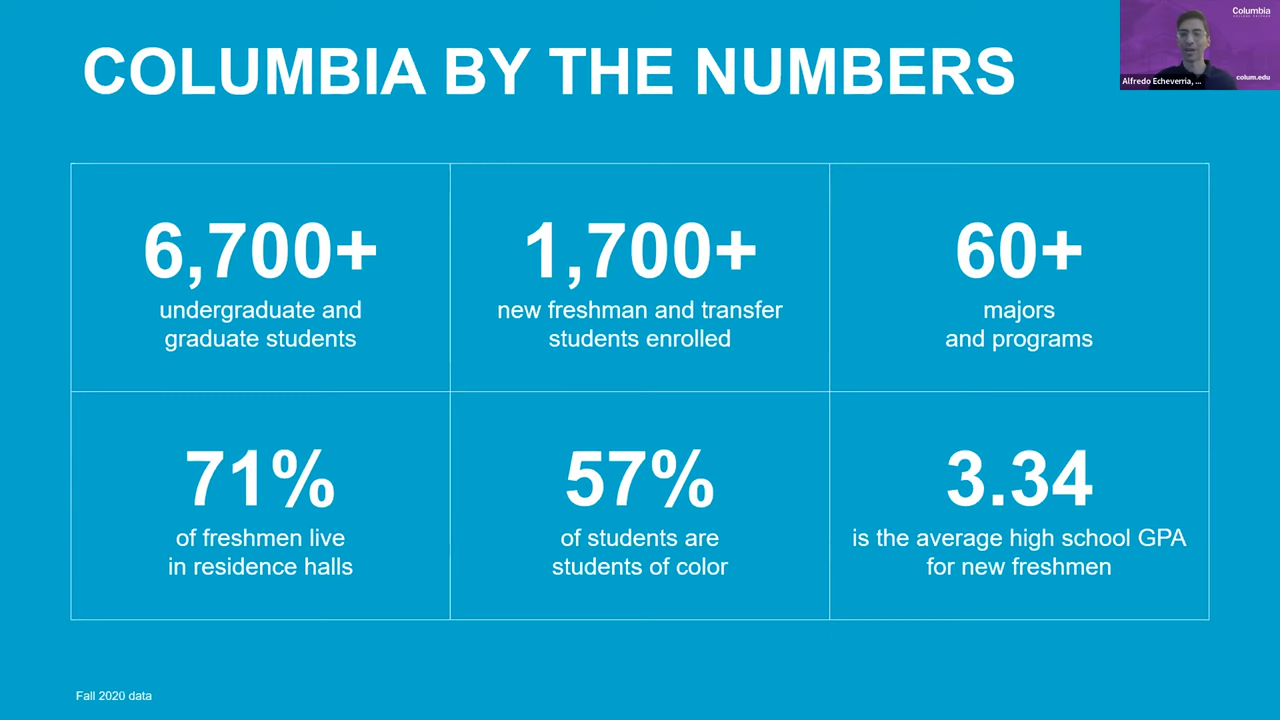 COLUMBIA BY THE NUMBERS
Columbia
COLLEGE CHICAGO
colum.edu
Alfredo Echeverria, ...
6,700+
undergraduate and
graduate students
1,700+
new freshman and transfer
students enrolled
60+
majors
and programs
71%
of freshmen live
in residence halls
57%
of students are
students of color
3.34
is the average high school GPA
for new freshmen
Fall 2020 data